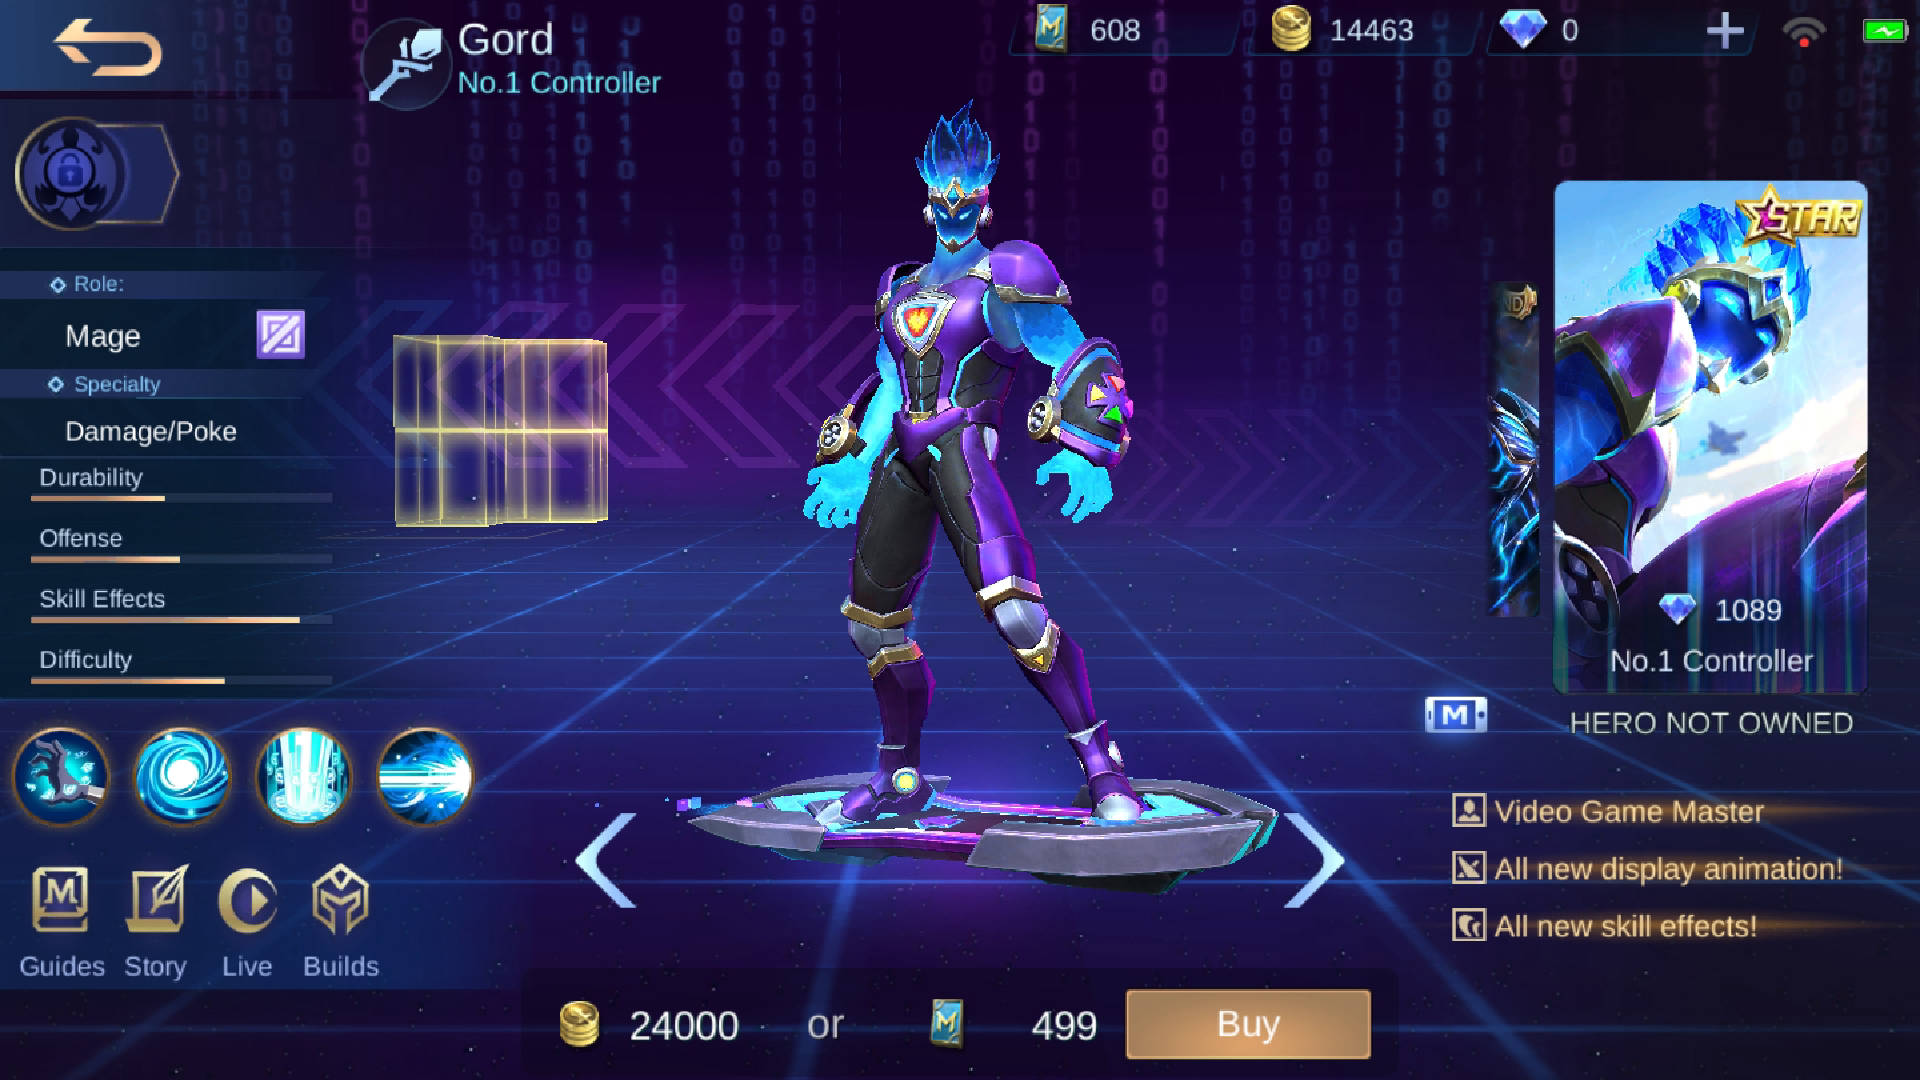 Gord
No.1 Controller
608
14463
0
Role:
Mage
Specialty
Damage/Poke
Durability
Offense
Skill Effects
Difficulty
Guides
Story
Live
Builds
STAR
1089
No.1 Controller
HERO NOT OWNED
Video Game Master
All new display animation!
All new skill effects!
24000 or 499
Buy